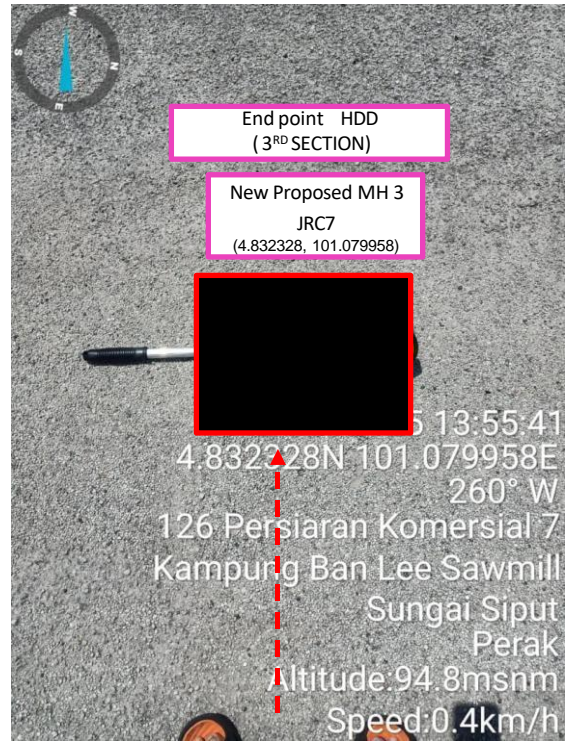 W
S
N
E
End point HDD
( 3RD SECTION)
New Proposed MH 3
JRC7
(4.832328, 101.079958)
5 13:55:41
4.832328N 101.079958E
260° W
126 Persiaran Komersial 7
Kampung Ban Lee Sawmill
Sungai Siput
Perak
Altitude:94.8msnm
Speed:0.4km/h